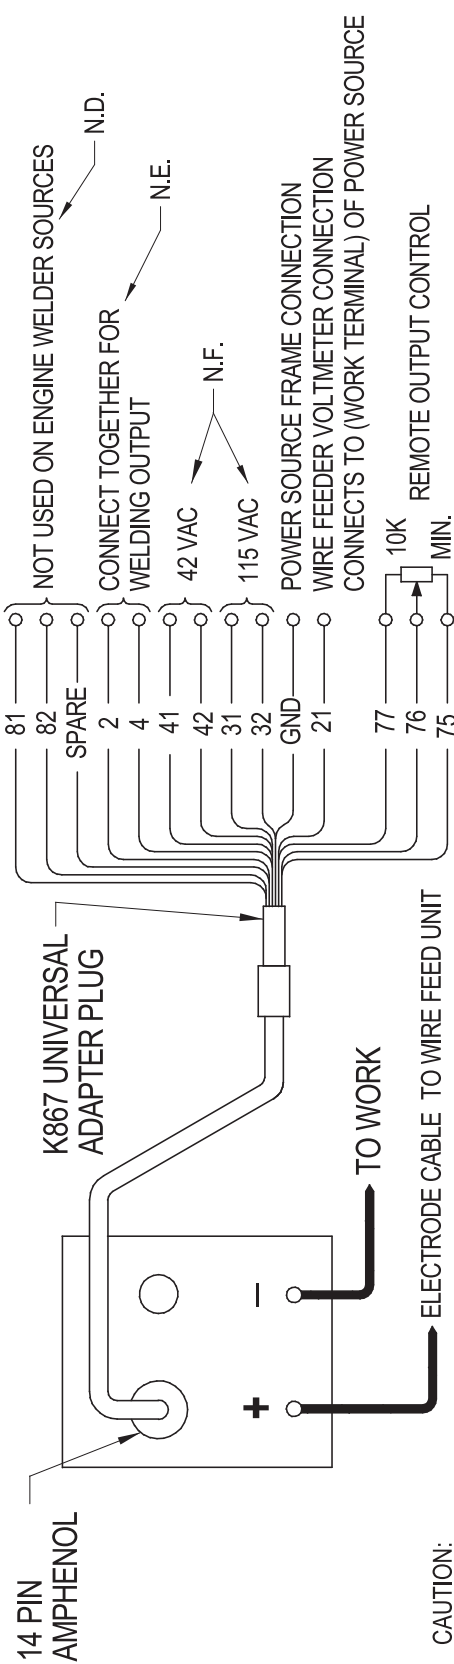 14 PIN
AMPHENOL
K867 UNIVERSAL
ADAPTER PLUG
81
82
SPARE
2
4
41
42
31
32
GND
21
77
76
75
NOT USED ON ENGINE WELDER SOURCES
N.D.
CONNECT TOGETHER FOR
WELDING OUTPUT
N.E.
42 VAC
115 VAC
N.F.
POWER SOURCE FRAME CONNECTION
WIRE FEEDER VOLTMETER CONNECTION
CONNECTS TO (WORK TERMINAL) OF POWER SOURCE
10K
MIN.
REMOTE OUTPUT CONTROL
+
–
TO WORK
ELECTRODE CABLE TO WIRE FEED UNIT
CAUTION: